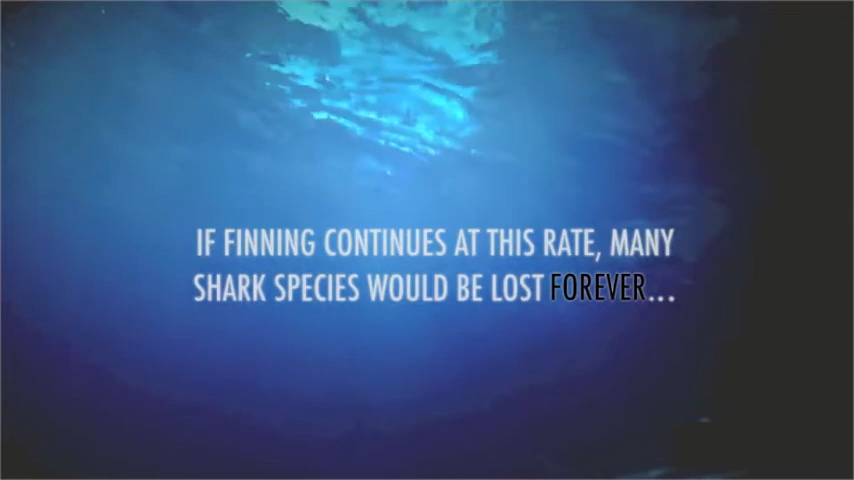 IF FINNING CONTINUES AT THIS RATE, MANY
SHARK SPECIES WOULD BE LOST FOREVER...